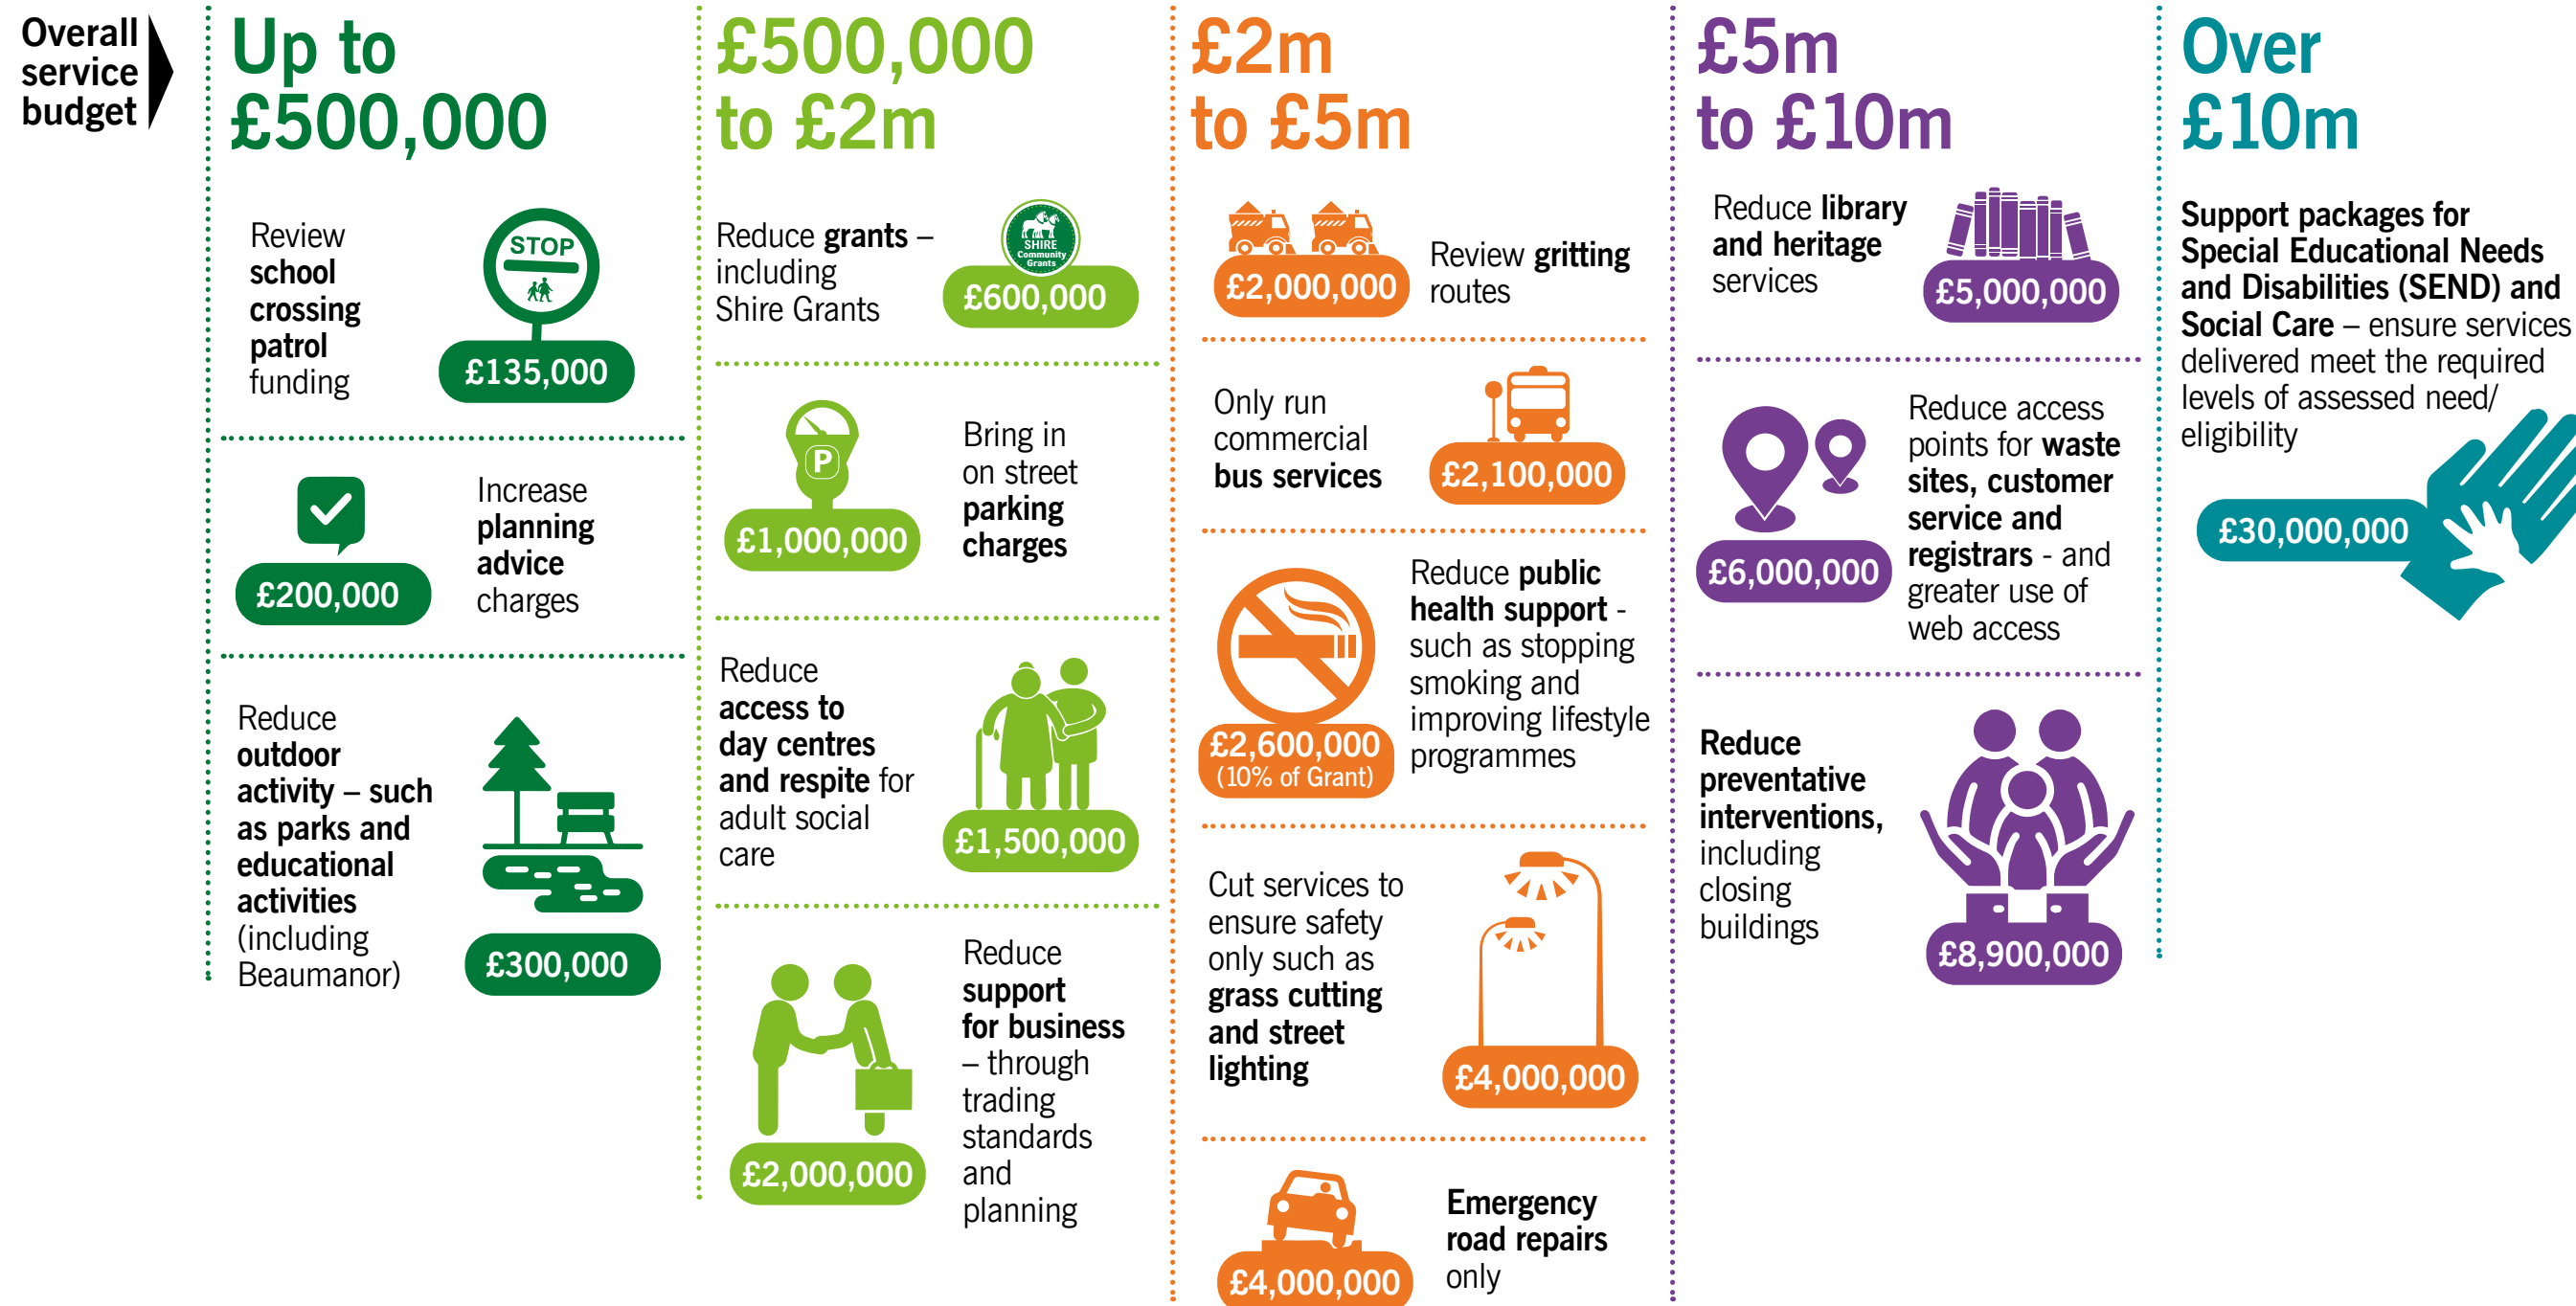 Overall
service
budget
Up to
£500,000
Review
school
crossing
patrol
funding
STOP
£135,000
£200,000
Increase
planning
advice
charges
Reduce
outdoor
activity – such
as parks and
educational
activities
(including
Beaumanor)
£300,000
£500,000
to £2m
Reduce grants –
including
Shire Grants
SHIRE
Community
Grants
£600,000
P
£1,000,000
Bring in
on street
parking
charges
Reduce
access to
day centres
and respite for
adult social
care
£1,500,000
£2,000,000
Reduce
support
for business
– through
trading
standards
and
planning
£2m
to £5m
£2,000,000
Review gritting
routes
Only run
commercial
bus services
£2,100,000
£2,600,000
(10% of Grant)
Reduce public
health support -
such as stopping
smoking and
improving lifestyle
programmes
Cut services to
ensure safety
only such as
grass cutting
and street
lighting
£4,000,000
£4,000,000
Emergency
road repairs
only
£5m
to £10m
Reduce library
and heritage
services
£5,000,000
£6,000,000
Reduce access
points for waste
sites, customer
service and
registrars - and
greater use of
web access
Reduce
preventative
interventions,
including
closing
buildings
£8,900,000
Over
£10m
Support packages for
Special Educational Needs
and Disabilities (SEND) and
Social Care – ensure services
delivered meet the required
levels of assessed need/
eligibility
£30,000,000